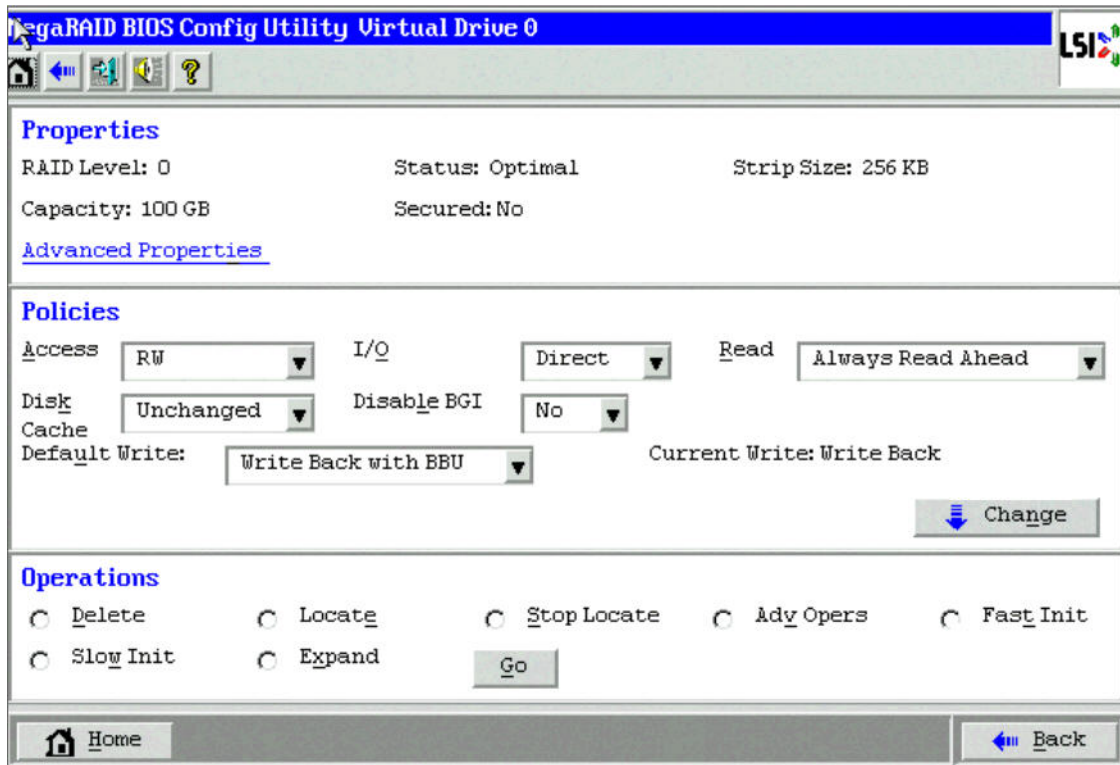 MegaRAID BIOS Config Utility Virtual Drive 0
LSI
Properties
RAID Level: 0 Status: Optimal Strip Size: 256 KB
Capacity: 100 GB Secured: No
Advanced Properties
Policies
Access RW I/O Direct Read Always Read Ahead
Disk Cache Unchanged Disable BGI No
Default Write: Write Back with BBU Current Write: Write Back
Change
Operations
Delete Locate Stop Locate Adv Opers Fast Init
Slow Init Expand Go
Home Back